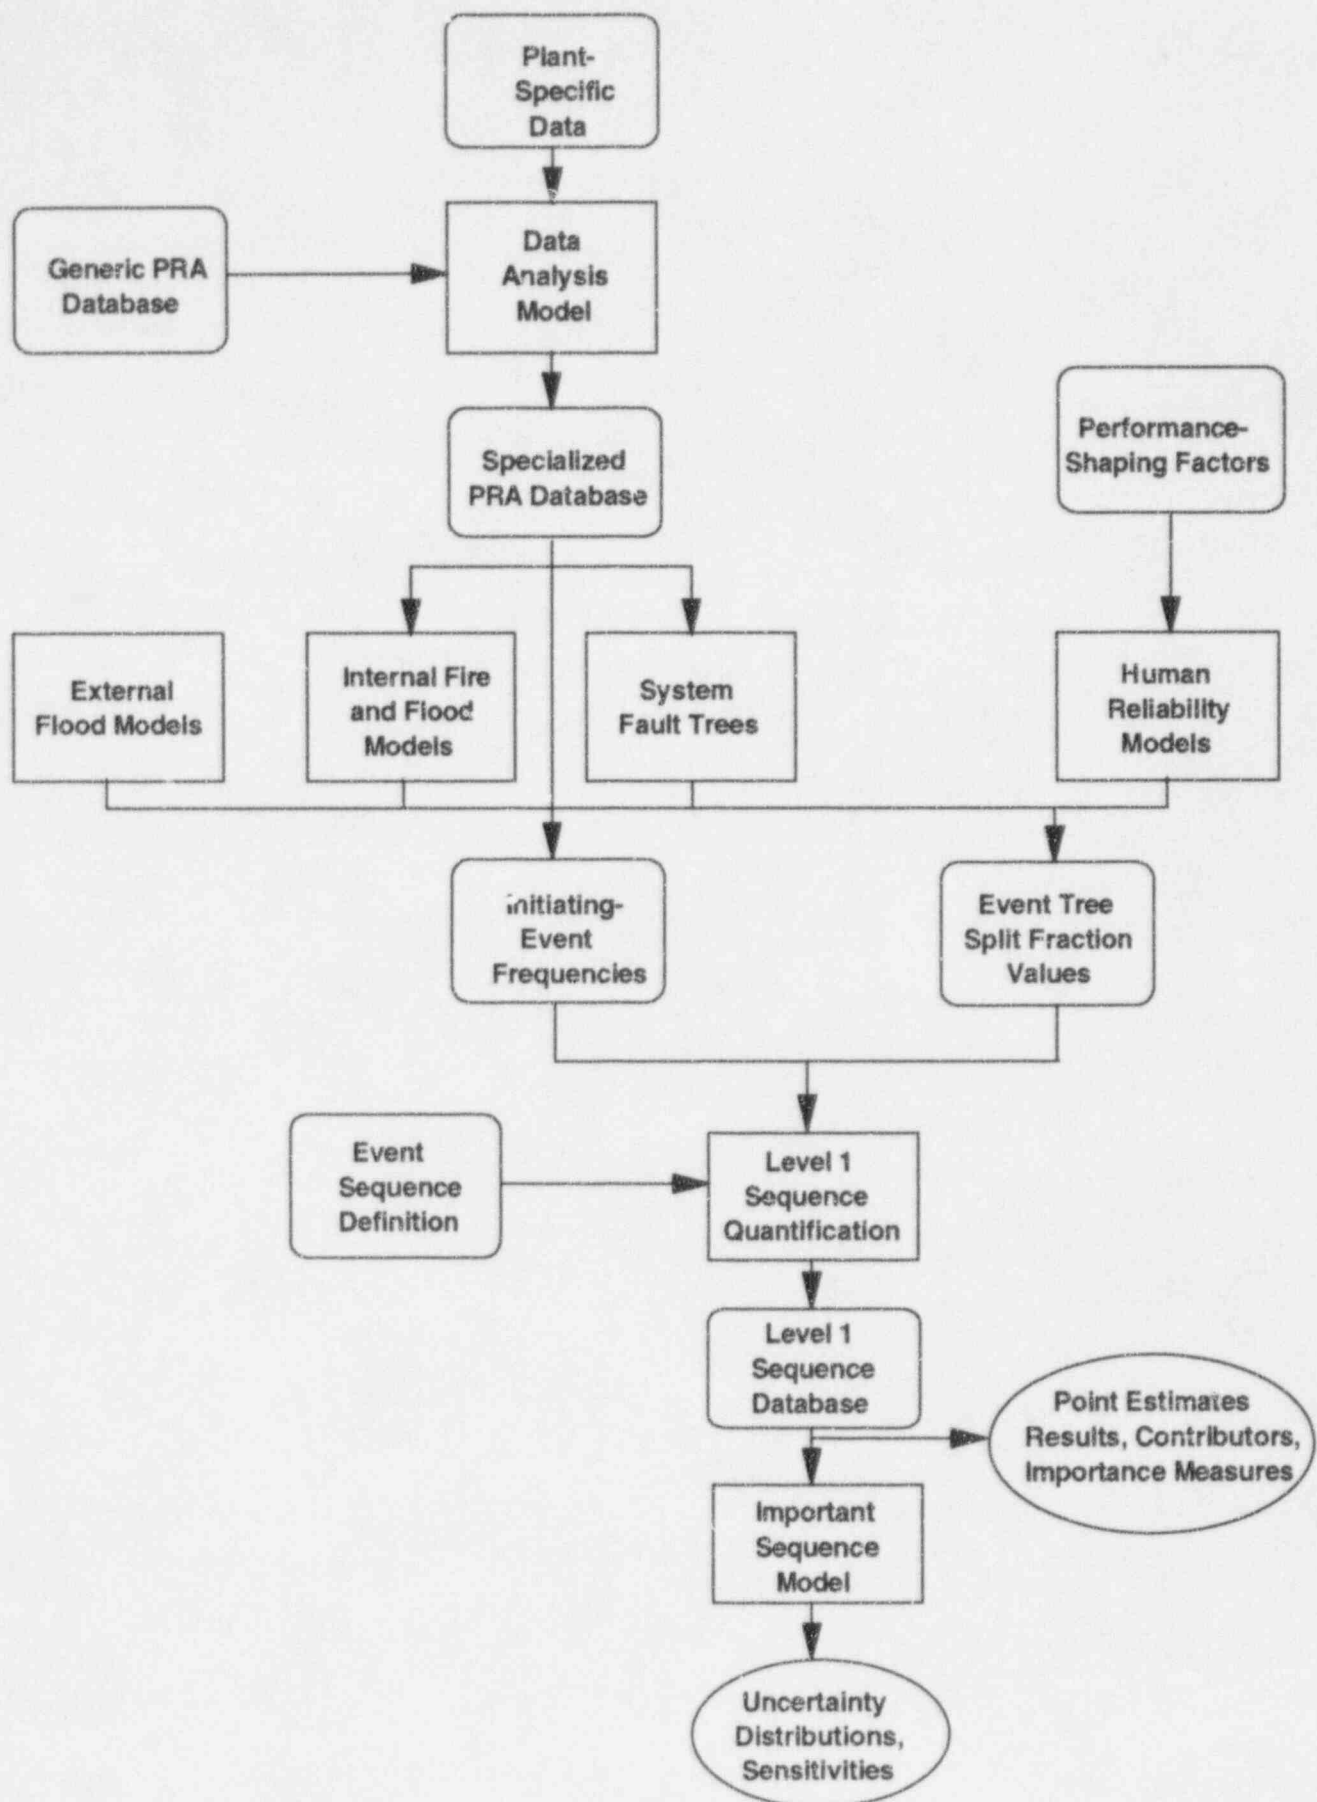 Plant-
Specific
Data
Generic PRA
Database
Data
Analysis
Model
Specialized
PRA Database
Performance-
Shaping Factors
External
Flood Models
Internal Fire
and Flood
Models
System
Fault Trees
Human
Reliability
Models
Initiating-
Event
Frequencies
Event Tree
Split Fraction
Values
Event
Sequence
Definition
Level 1
Sequence
Quantification
Level 1
Sequence
Database
Point Estimates
Results, Contributors,
Importance Measures
Important
Sequence
Model
Uncertainty
Distributions,
Sensitivities